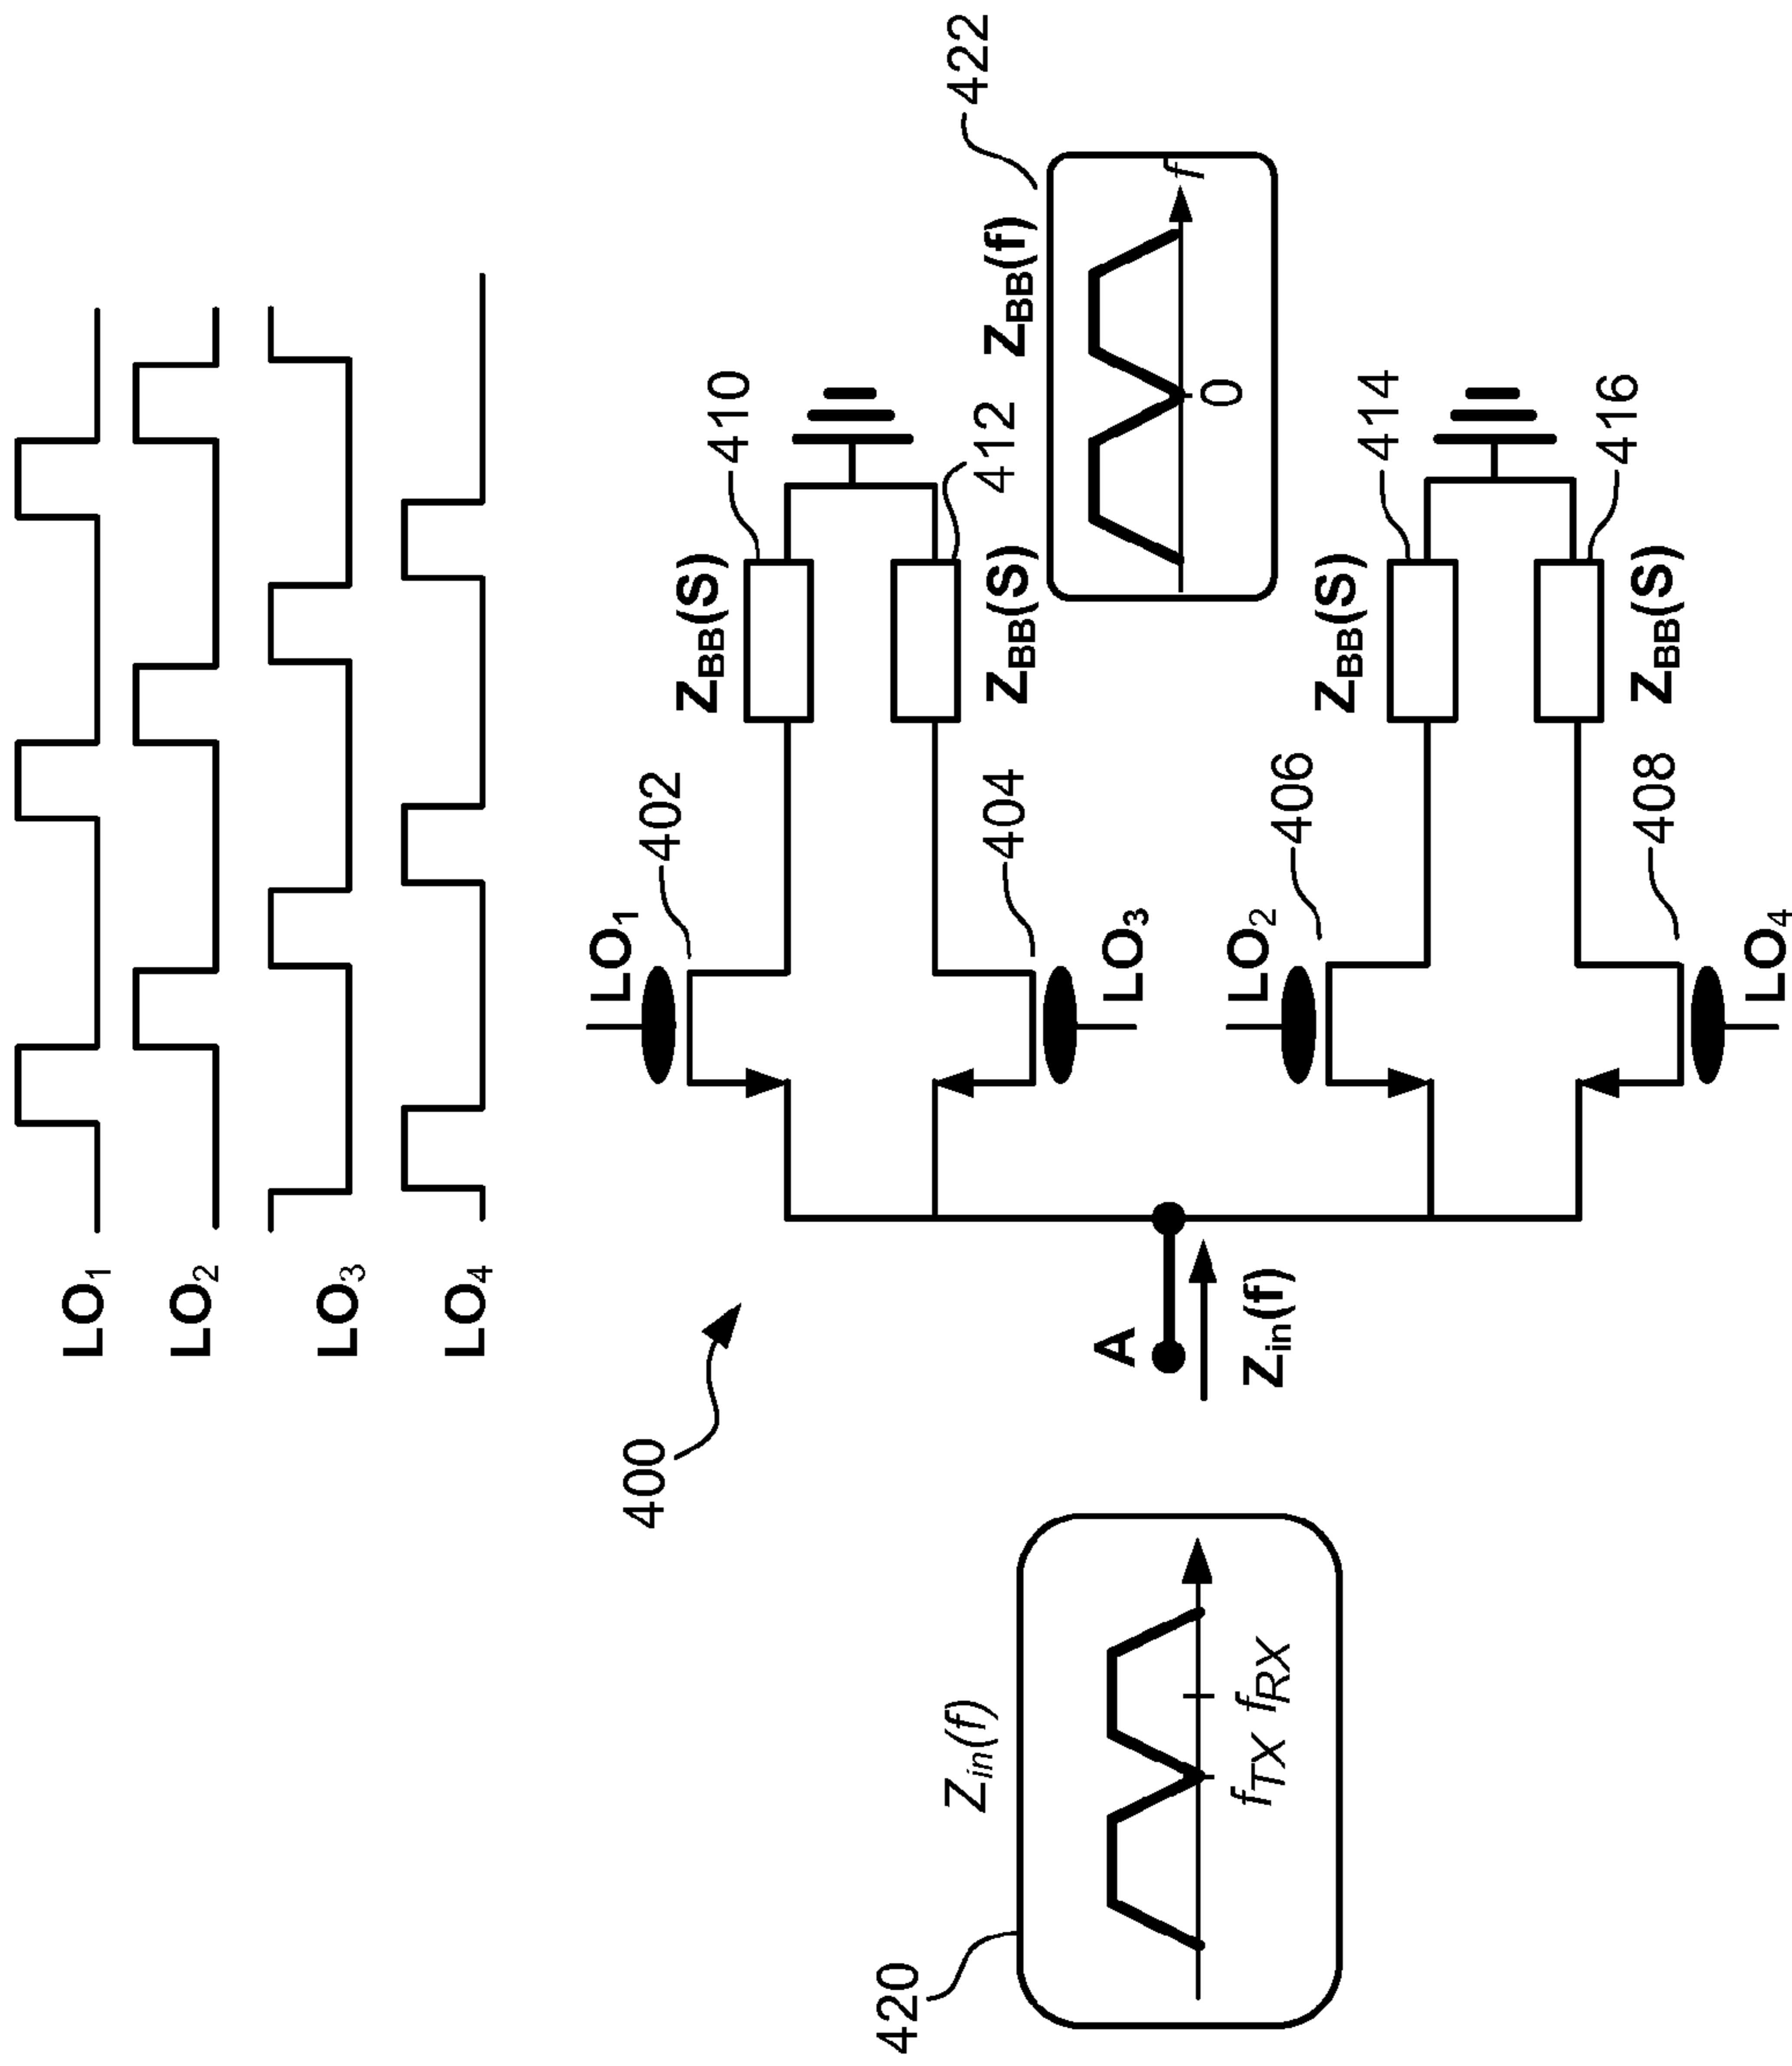 LO1
LO2
LO3
LO4
400
LO1
402
ZBB(S)
410
404
LO3
ZBB(S)
412
ZBB(f)
422
f
0
A
Zin(f)
LO2
406
ZBB(S)
414
408
LO4
ZBB(S)
416
420
Zin(f)
fTX fRX